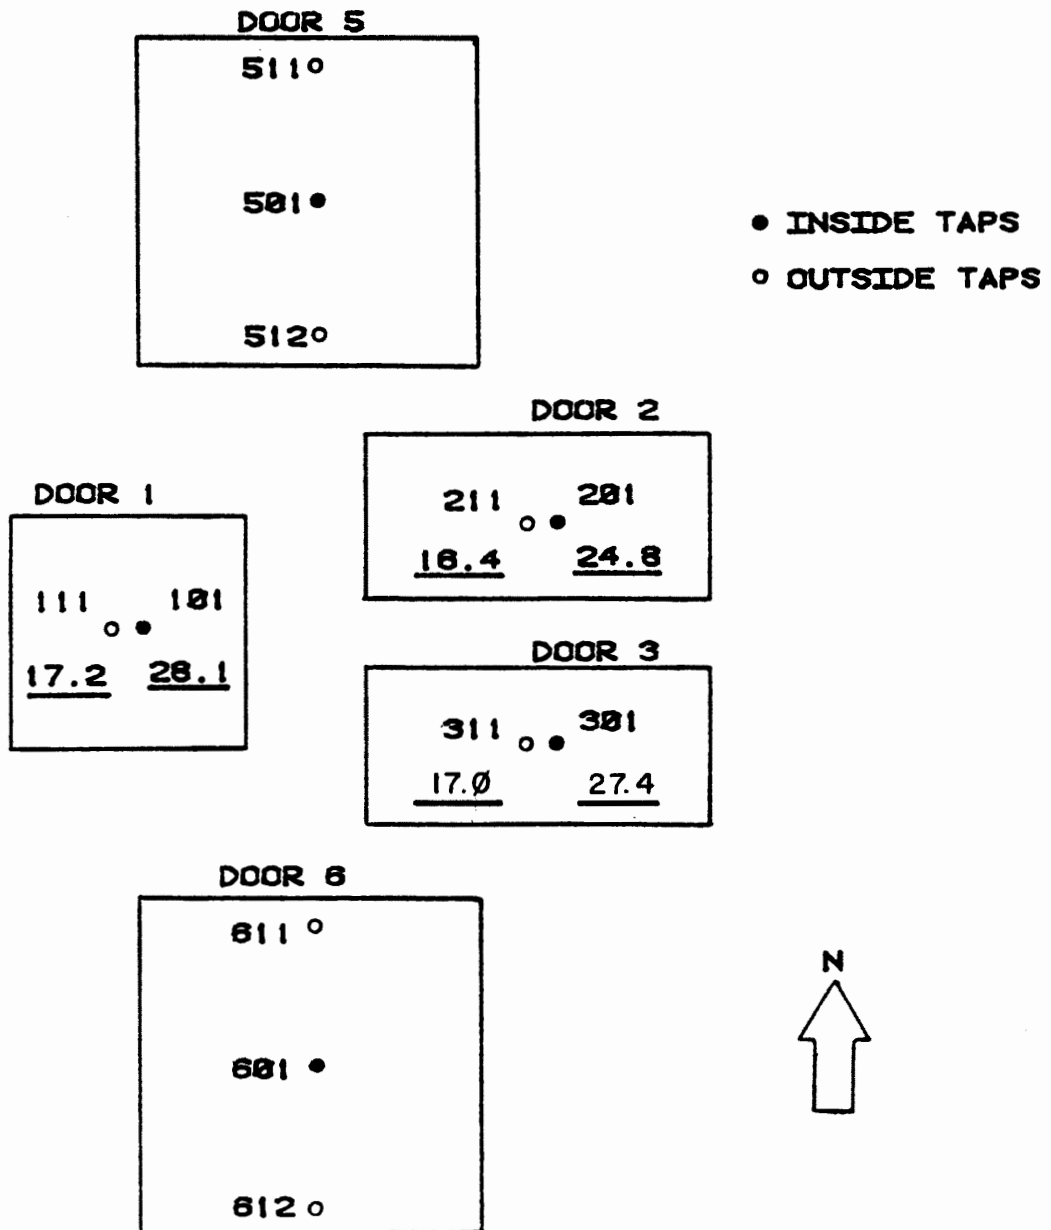 DOOR 5
511
501
512
INSIDE TAPS
OUTSIDE TAPS
DOOR 2
211 201
16.4 24.8
DOOR 1
111 101
17.2 28.1
DOOR 3
311 301
17.0 27.4
DOOR 6
611
601
612
N